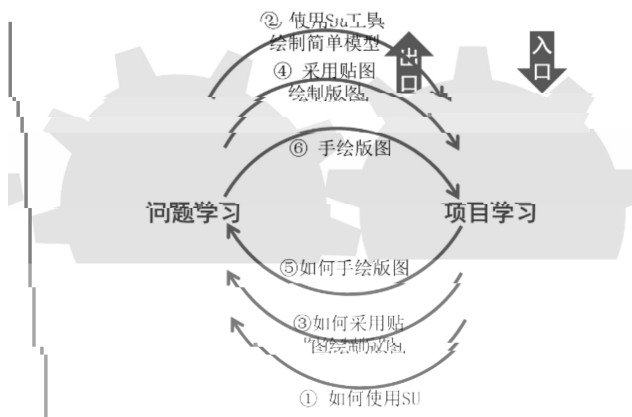 ② 使用Su工具
绘制简单模型
出口
入口
④ 采用贴图
绘制版图
⑥ 手绘版图
问题学习
项目学习
⑤如何手绘版图
③如何采用贴
图绘制版图
① 如何使用SU